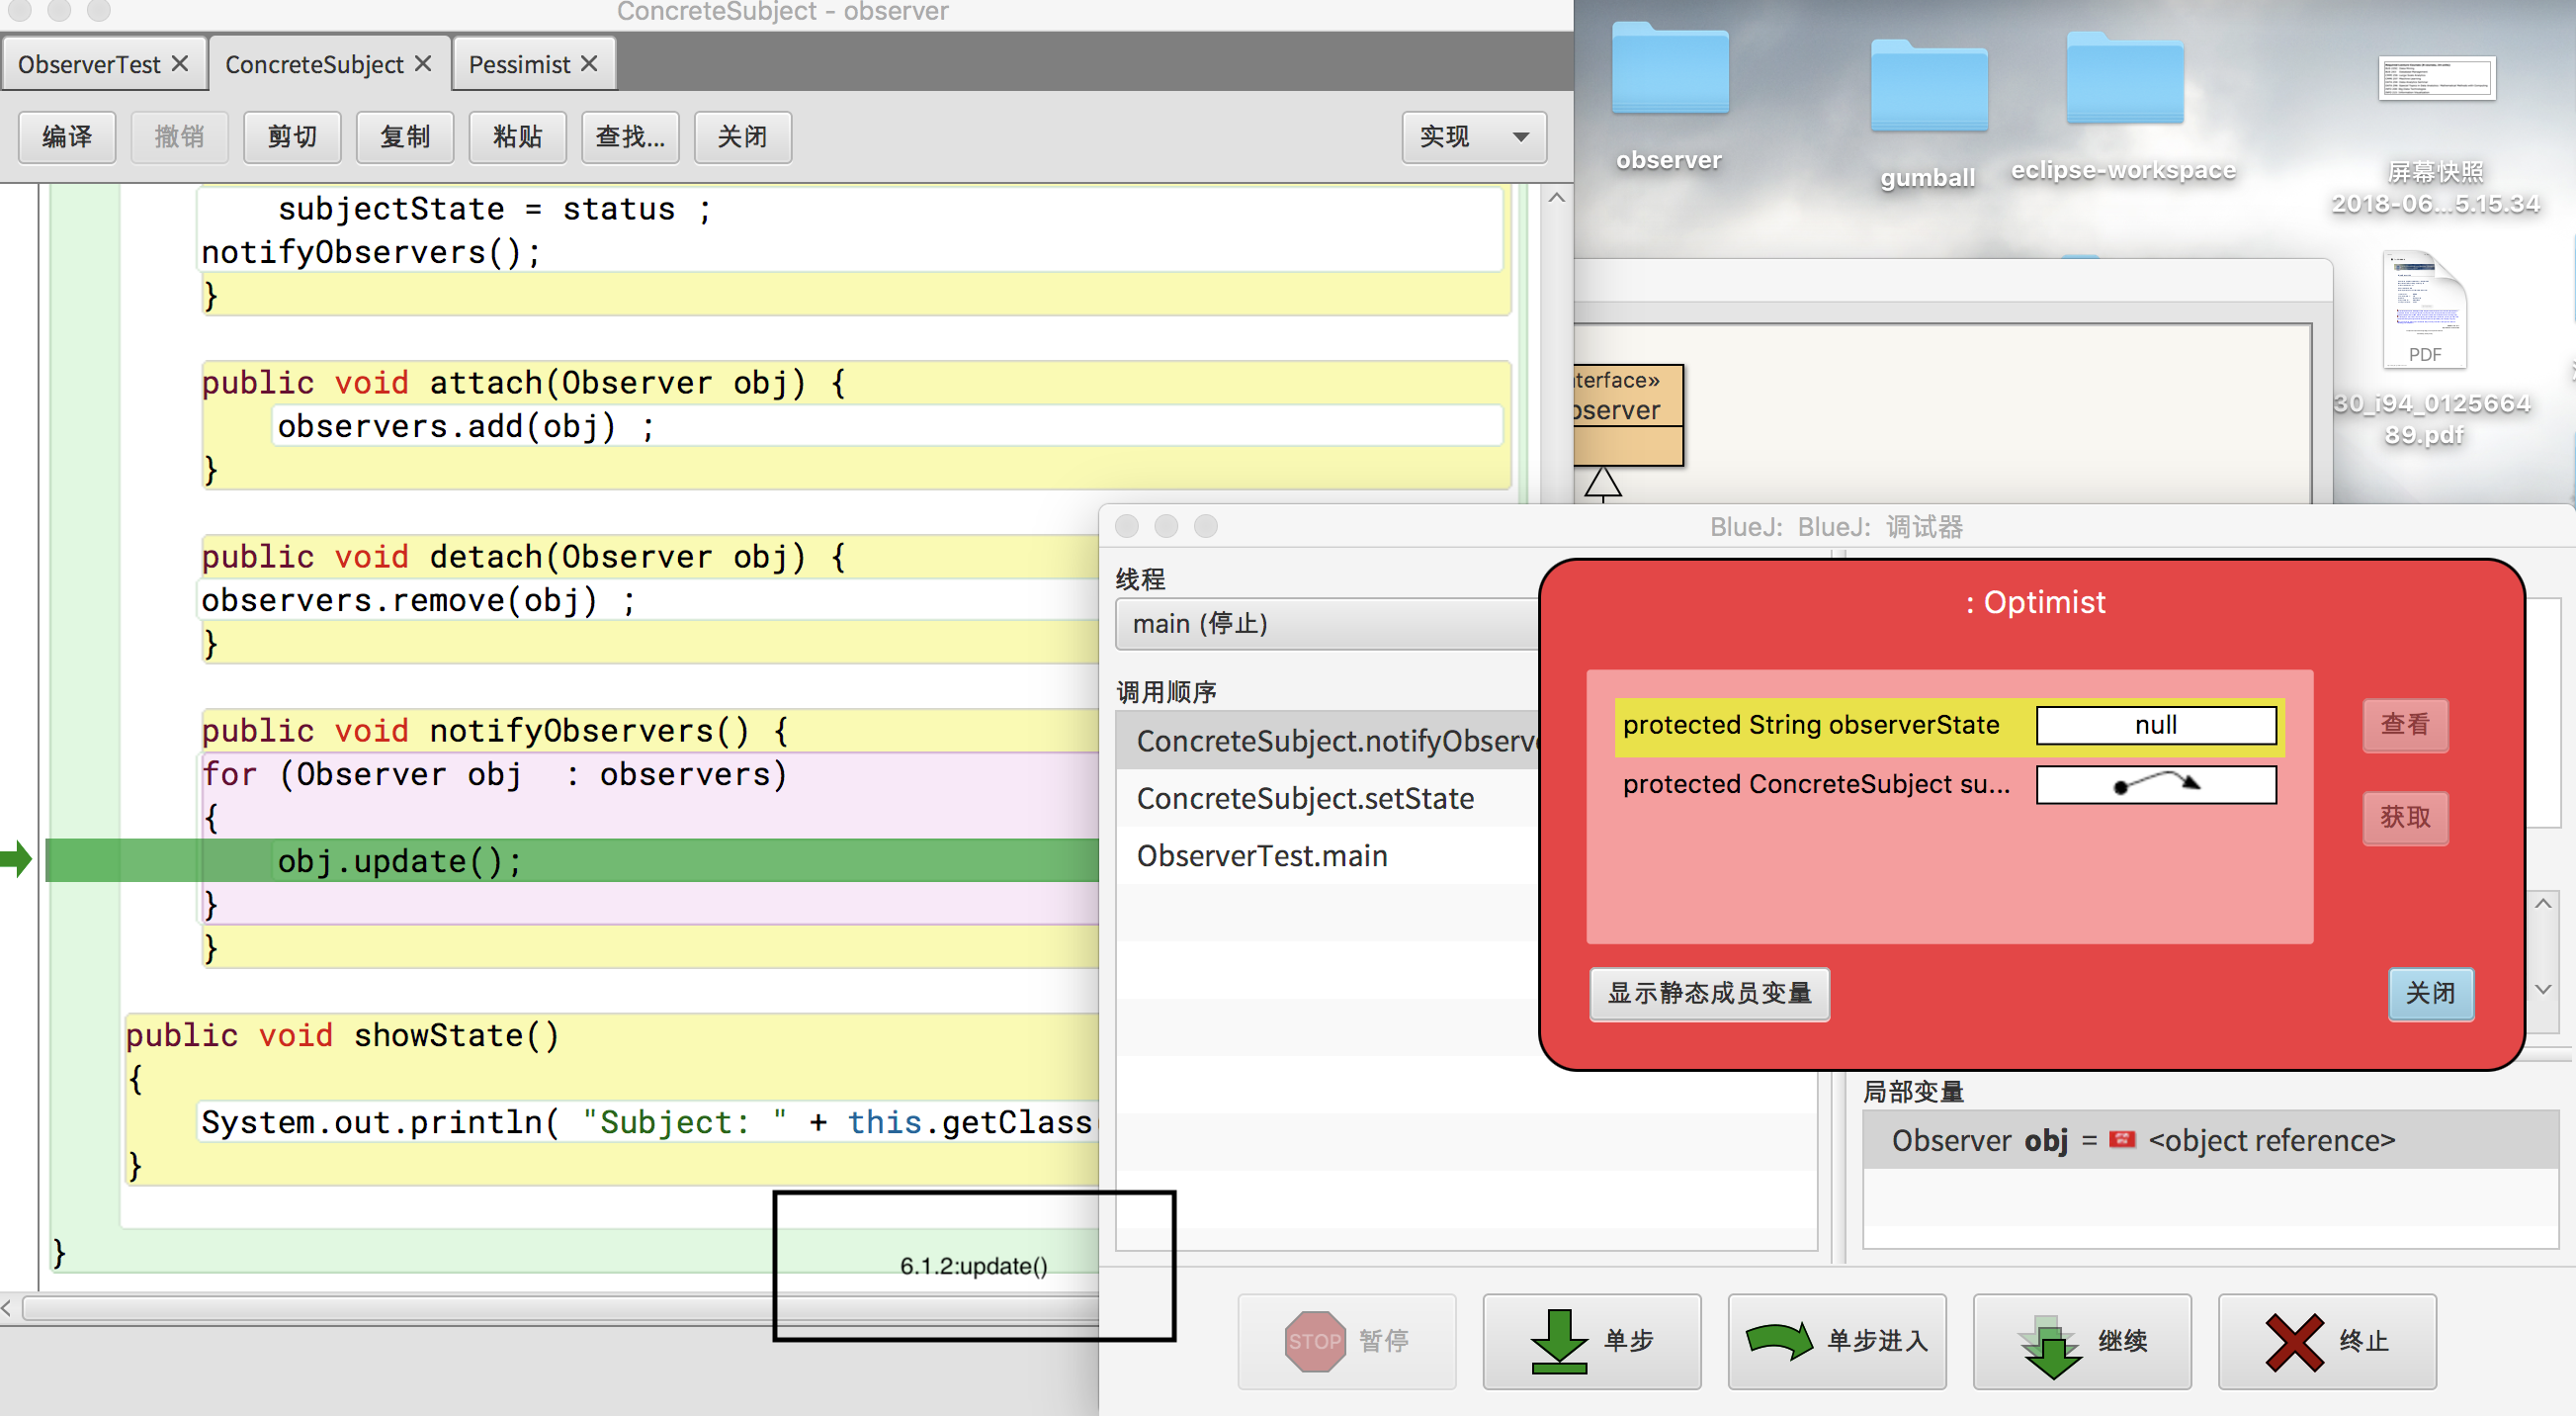 ConcreteSubject - observer
ObserverTest
ConcreteSubject
Pessimist
编译
撤销
剪切
复制
粘贴
查找...
关闭
实现
subjectState = status ;
notifyObservers();
}
public void attach(Observer obj) {
observers.add(obj) ;
}
public void detach(Observer obj) {
observers.remove(obj) ;
}
public void notifyObservers() {
for (Observer obj  : observers)
{
obj.update();
}
}
public void showState()
{
System.out.println( "Subject: " + this.getClass
}
}
6.1.2:update()
observer
gumball
eclipse-workspace
屏幕快照
2018-06...5.15.34
PDF
30_i94_0125664
89.pdf
terface»
bserver
BlueJ: BlueJ: 调试器
线程
main (停止)
调用顺序
ConcreteSubject.notifyObserv
ConcreteSubject.setState
ObserverTest.main
: Optimist
protected String observerState
null
查看
protected ConcreteSubject su...
获取
显示静态成员变量
关闭
局部变量
Observer obj = <object reference>
STOP
暂停
单步
单步进入
继续
终止